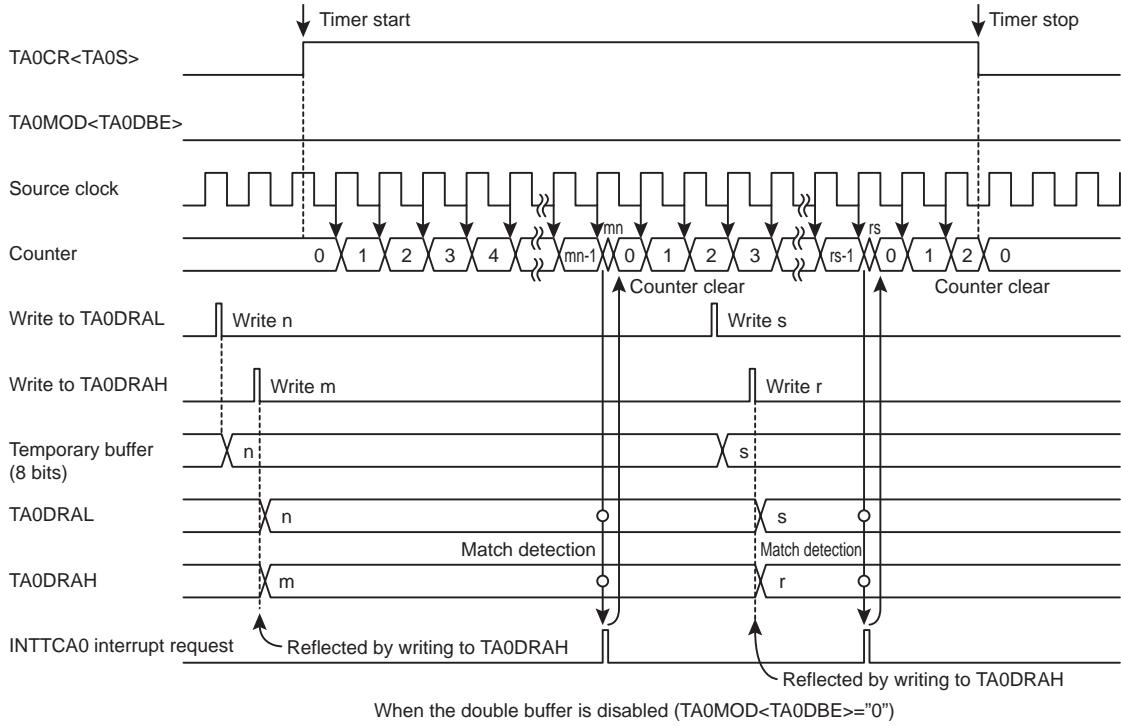 Timer start
Timer stop
TA0CR<TA0S>
TA0MOD<TA0DBE>
Source clock
mn
rs
Counter
0 1 2 3 4 mn-1 0 1 2 3 rs-1 0 1 2 0
Counter clear
Counter clear
Write to TA0DRAL
Write n
Write s
Write to TA0DRAH
Write m
Write r
Temporary buffer
(8 bits)
n
s
TA0DRAL
n
s
Match detection
Match detection
TA0DRAH
m
r
INTTCA0 interrupt request
Reflected by writing to TA0DRAH
Reflected by writing to TA0DRAH
When the double buffer is disabled (TA0MOD<TA0DBE>="0")